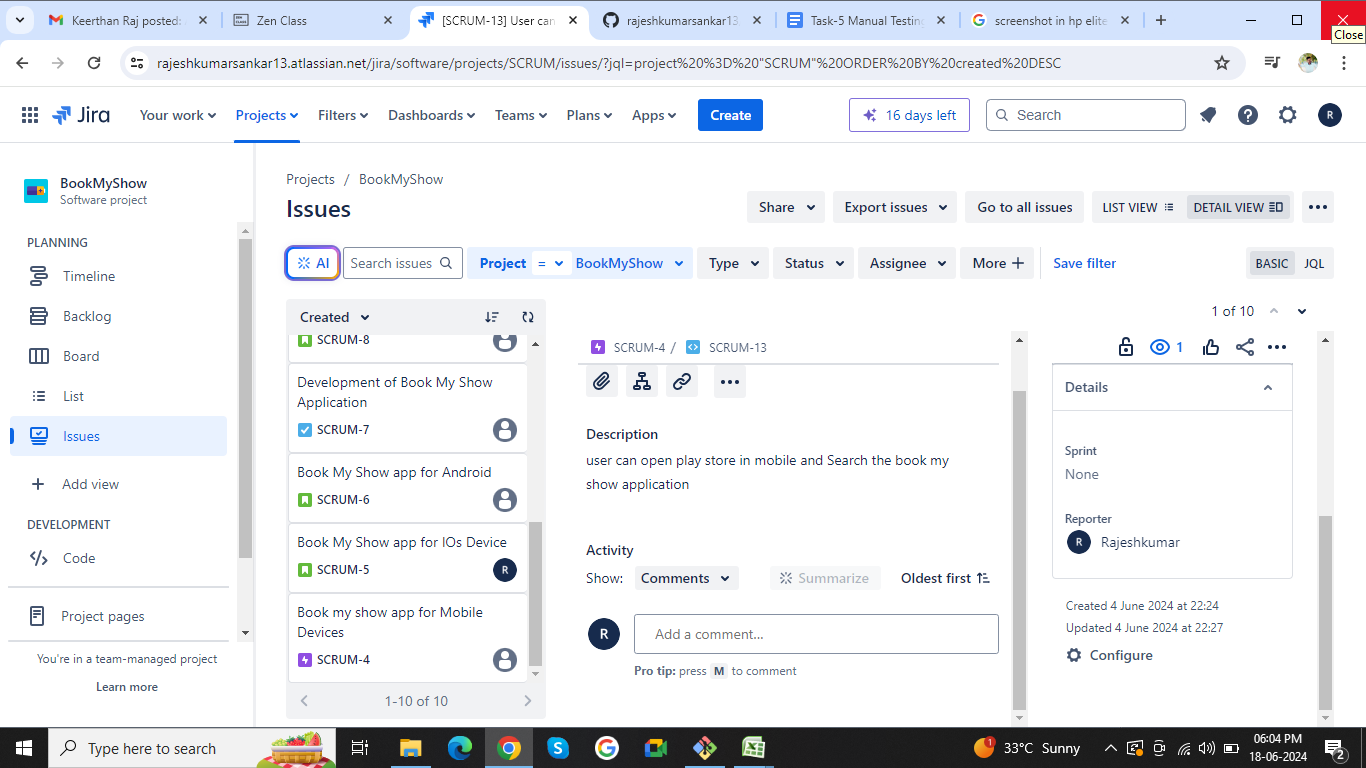 Keerthan Raj posted:
Zen Class
[SCRUM-13] User can
rajeshkumarsankar13
Task-5 Manual Testing
screenshot in hp elite
Close
rajeshkumarsankar13.atlassian.net/jira/software/projects/SCRUM/issues/?jql=project%20%3D%20"SCRUM"%20ORDER%20BY%20created%20DESC
Jira
Your work
Projects
Filters
Dashboards
Teams
Plans
Apps
Create
16 days left
Search
R
BookMyShow
Software project
PLANNING
Timeline
Backlog
Board
List
Issues
Add view
DEVELOPMENT
Code
Project pages
You're in a team-managed project
Learn more
Projects / BookMyShow
Issues
Share
Export issues
Go to all issues
LIST VIEW
DETAIL VIEW
AI
Search issues
Project = BookMyShow
Type
Status
Assignee
More
Save filter
BASIC
JQL
Created
SCRUM-8
Development of Book My Show
Application
SCRUM-7
Book My Show app for Android
SCRUM-6
Book My Show app for IOs Device
SCRUM-5
R
Book my show app for Mobile
Devices
SCRUM-4
1-10 of 10
1 of 10
SCRUM-4 / SCRUM-13
1
Description
user can open play store in mobile and Search the book my
show application
Activity
Show:
Comments
Summarize
Oldest first
R
Add a comment...
Pro tip: press M to comment
Details
Sprint
None
Reporter
R
Rajeshkumar
Created 4 June 2024 at 22:24
Updated 4 June 2024 at 22:27
Configure
Type here to search
1
33°C Sunny
06:04 PM
18-06-2024
2